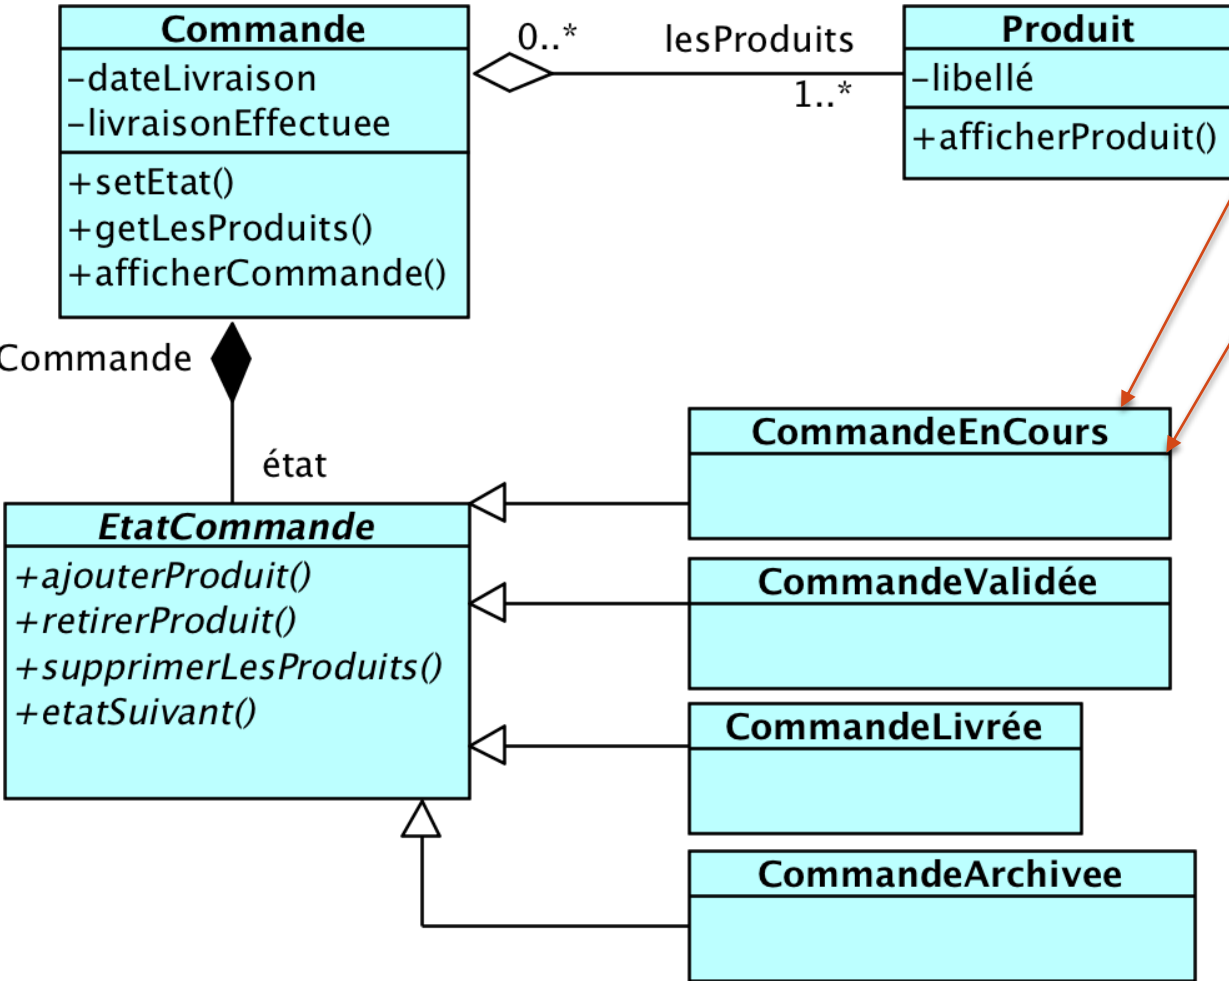 Commande
-dateLivraison
-livraisonEffectuee
+setEtat()
+getLesProduits()
+afficherCommande()
0..*
lesProduits
1..*
Produit
-libellé
+afficherProduit()
Commande
état
EtatCommande
+ajouterProduit()
+retirerProduit()
+supprimerLesProduits()
+etatSuivant()
CommandeEnCours
CommandeValidée
CommandeLivrée
CommandeArchivee